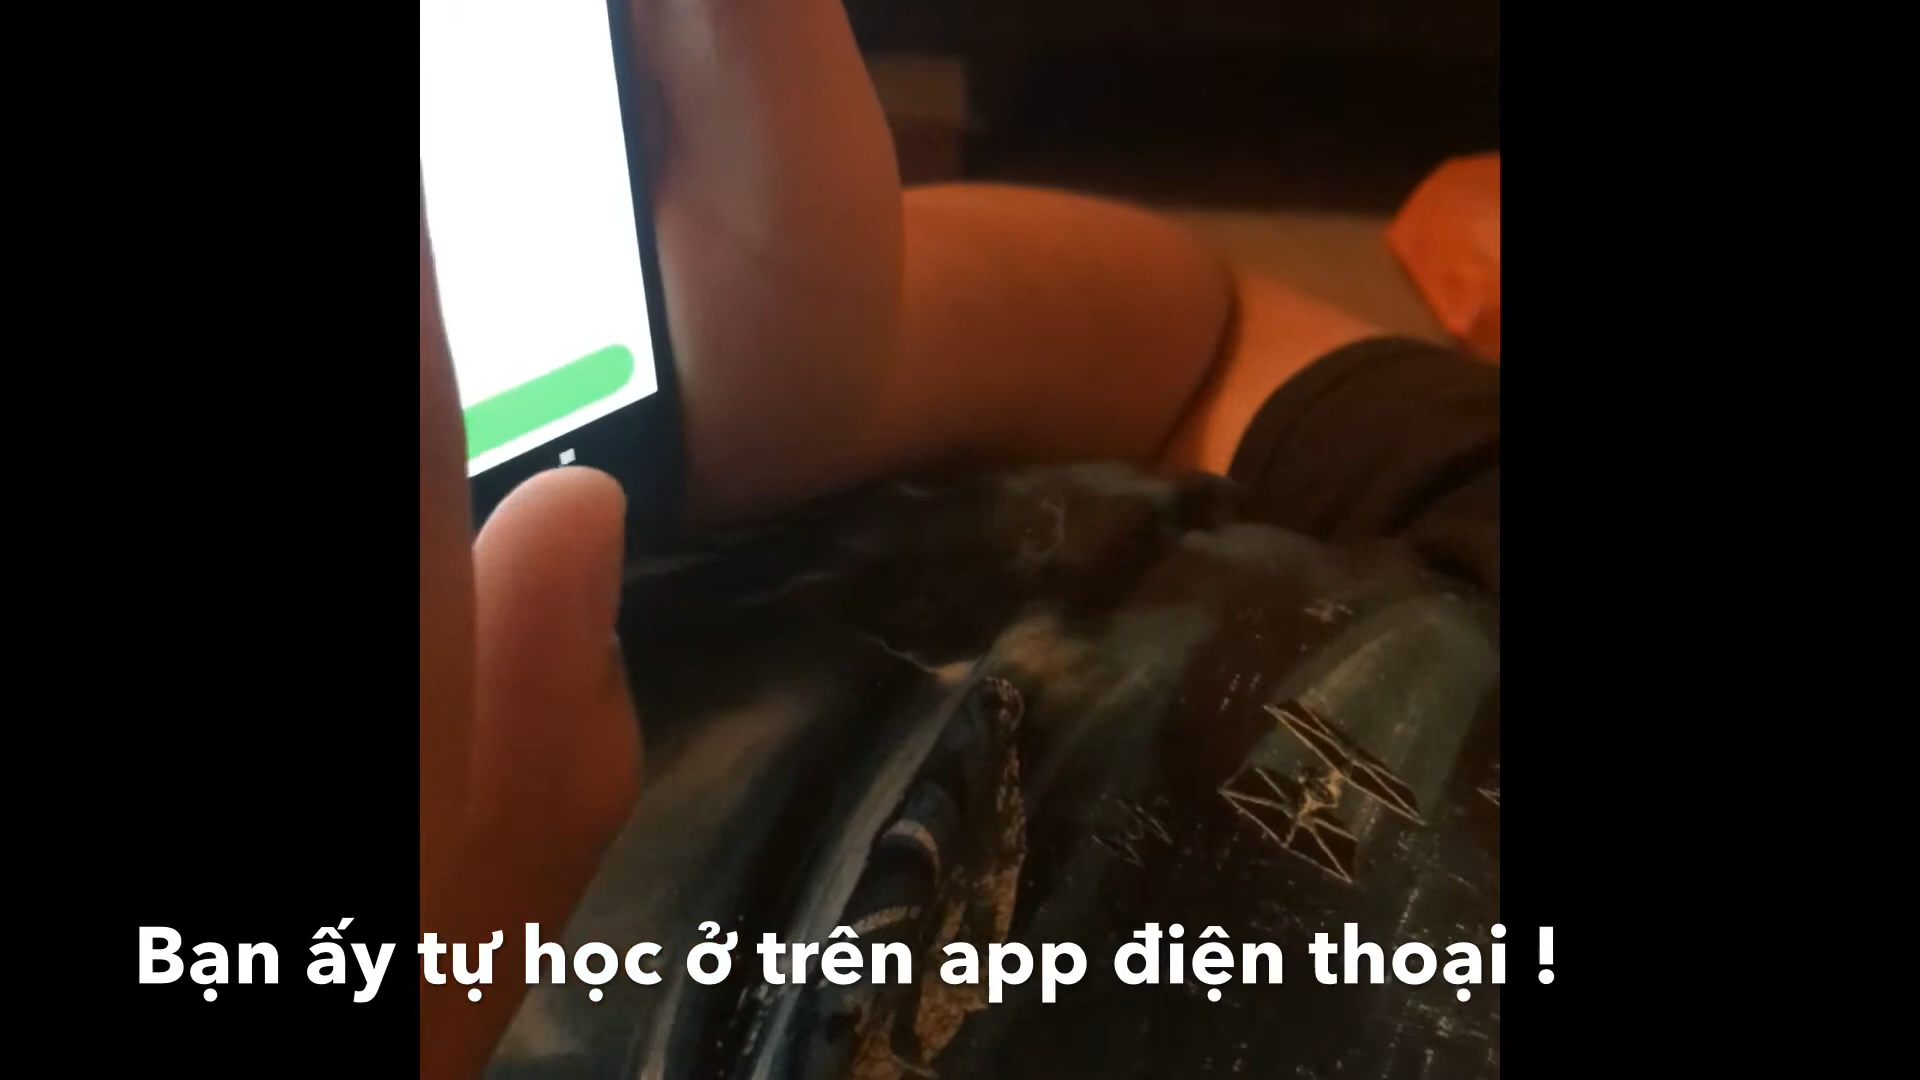 Bạn ấy tự học ở trên app điện thoại !